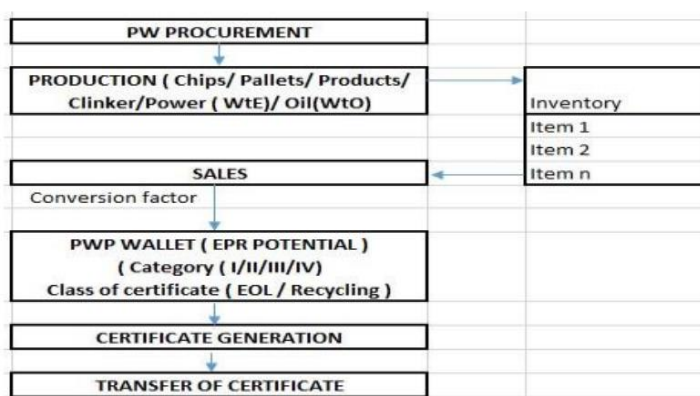 PW PROCUREMENT
PRODUCTION ( Chips/ Pallets/ Products/
Clinker/Power ( WtE)/ Oil(WtO)
Inventory
Item 1
Item 2
Item n
SALES
Conversion factor
PWP WALLET ( EPR POTENTIAL )
( Category ( I/II/III/IV)
Class of certificate ( EOL / Recycling )
CERTIFICATE GENERATION
TRANSFER OF CERTIFICATE